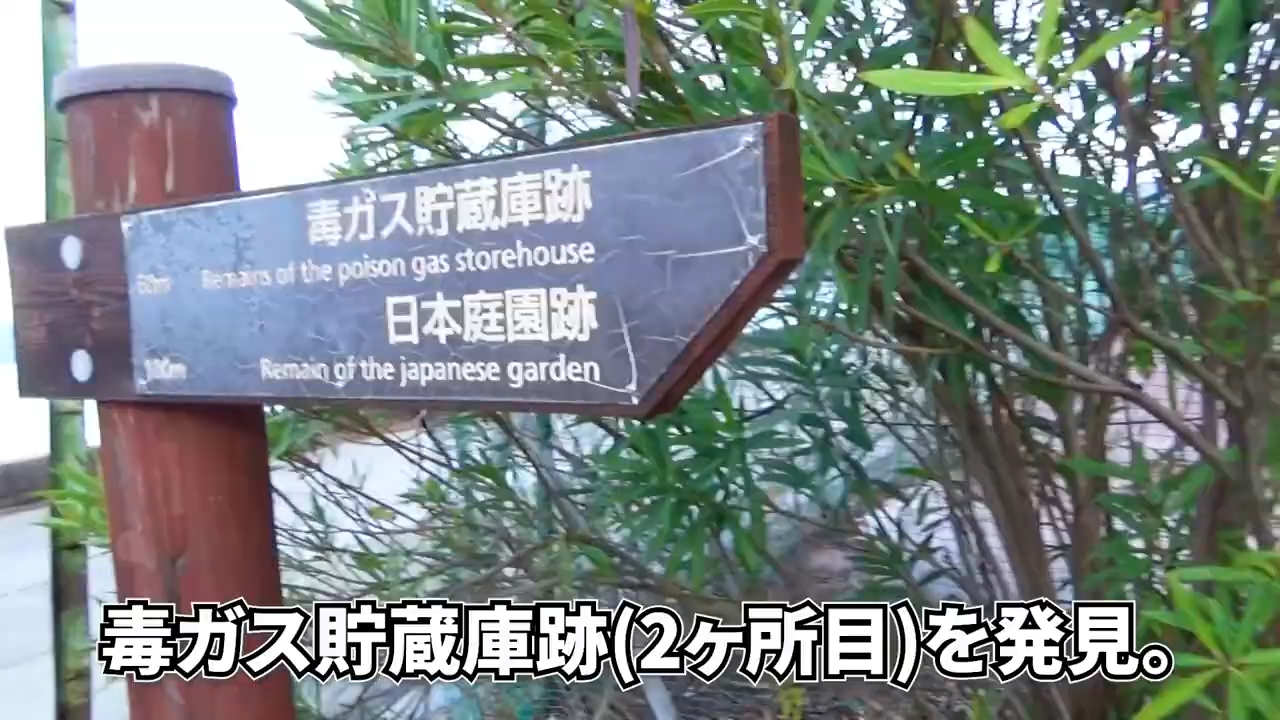 毒ガス貯蔵庫跡
60m Remains of the poison gas storehouse
日本庭園跡
100m Remain of the japanese garden
毒ガス貯蔵庫跡(2ヶ所目)を発見。